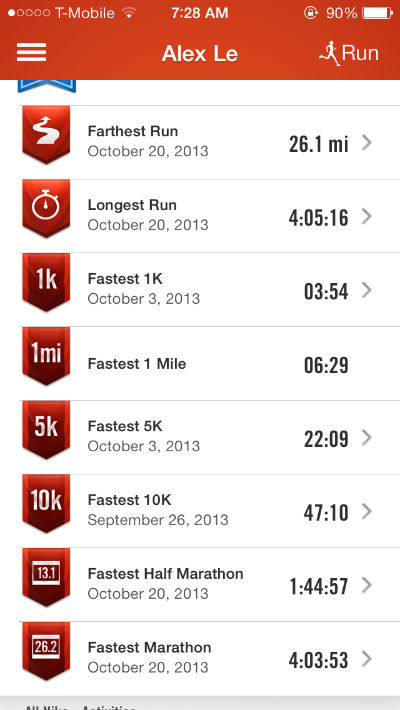 T-Mobile 7:28 AM 90%
Alex Le Run
Farthest Run
October 20, 2013
26.1 mi
Longest Run
October 20, 2013
4:05:16
1k
Fastest 1K
October 3, 2013
03:54
1mi
Fastest 1 Mile
06:29
5k
Fastest 5K
October 3, 2013
22:09
10k
Fastest 10K
September 26, 2013
47:10
13.1
Fastest Half Marathon
October 20, 2013
1:44:57
26.2
Fastest Marathon
October 20, 2013
4:03:53